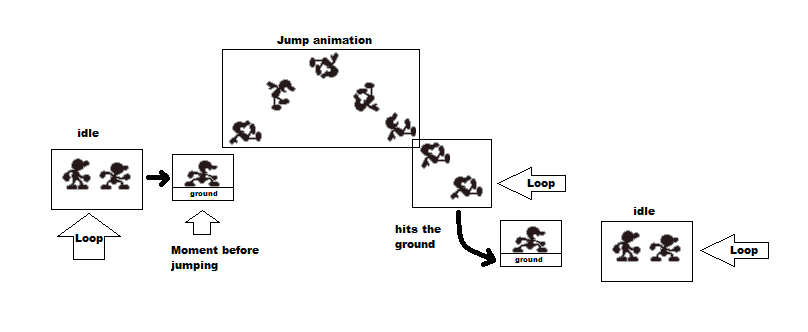 Jump animation
idle
ground
Loop
Moment before
jumping
Loop
hits the
ground
ground
idle
Loop